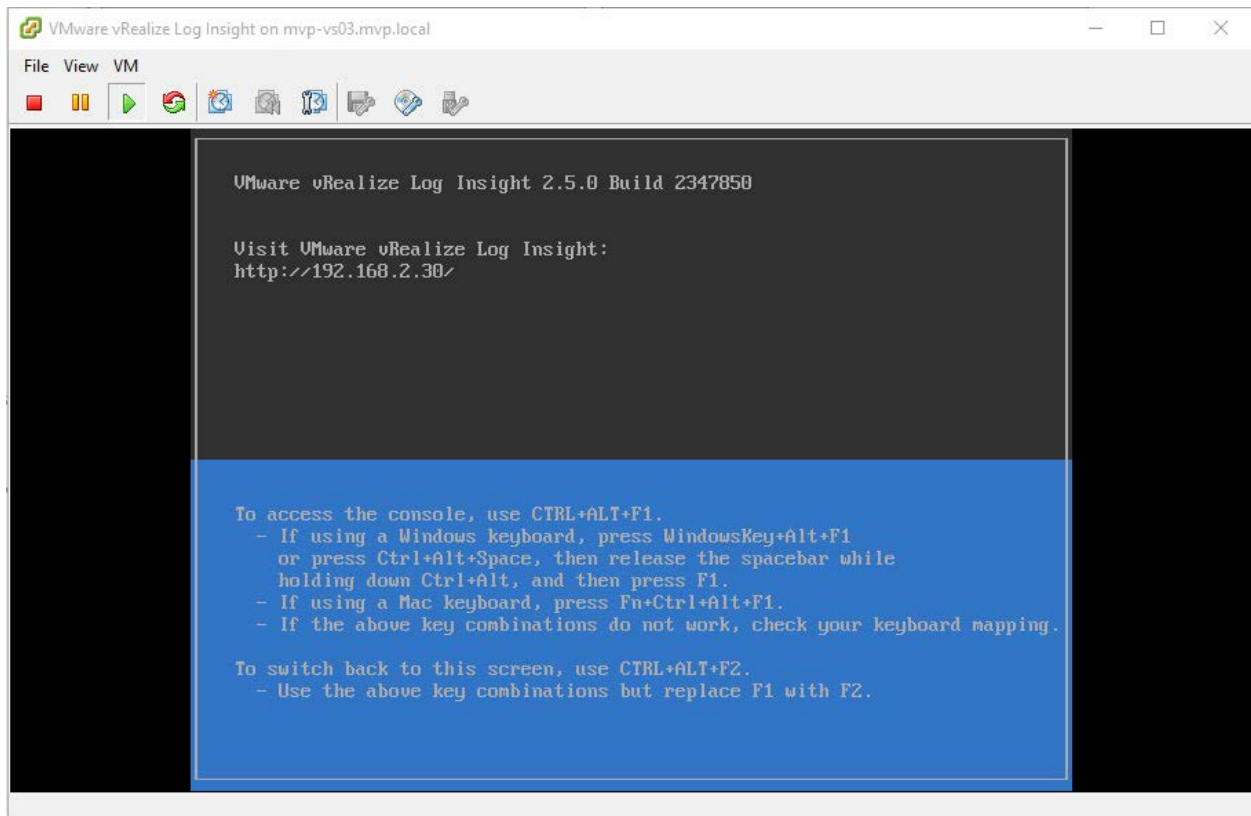 VMware vRealize Log Insight on mvp-vs03.mvp.local
File View VM
VMware vRealize Log Insight 2.5.0 Build 2347850
Visit VMware vRealize Log Insight:
http://192.168.2.30/
To access the console, use CTRL+ALT+F1.
- If using a Windows keyboard, press WindowsKey+Alt+F1
or press Ctrl+Alt+Space, then release the spacebar while
holding down Ctrl+Alt, and then press F1.
- If using a Mac keyboard, press Fn+Ctrl+Alt+F1.
- If the above key combinations do not work, check your keyboard mapping.
To switch back to this screen, use CTRL+ALT+F2.
- Use the above key combinations but replace F1 with F2.